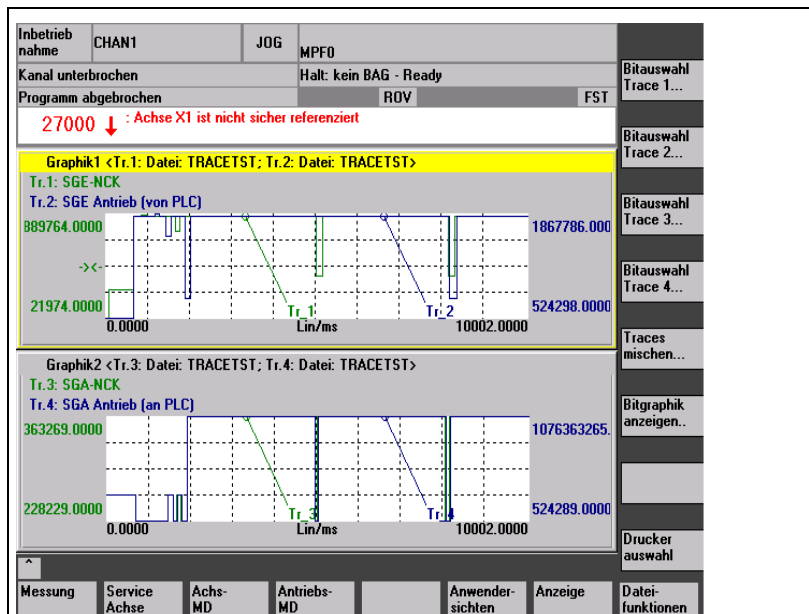 Inbetrieb
nahme
CHAN1
JOG
MPF0
Kanal unterbrochen
Halt: kein BAG - Ready
Programm abgebrochen
ROV
FST
27000 ↓ : Achse X1 ist nicht sicher referenziert
Graphik1 <Tr.1: Datei: TRACETST; Tr.2: Datei: TRACETST>
Tr.1: SGE-NCK
Tr.2: SGE Antrieb (von PLC)
889764.0000
1867786.000
-><-
21974.0000
Tr_1
Tr_2
524298.0000
0.0000
Lin/ms
10002.0000
Graphik2 <Tr.3: Datei: TRACETST; Tr.4: Datei: TRACETST>
Tr.3: SGA-NCK
Tr.4: SGA Antrieb (an PLC)
363269.0000
1076363265.
228229.0000
Tr_3
Tr_4
524289.0000
0.0000
Lin/ms
10002.0000
^
Bitauswahl
Trace 1...
Bitauswahl
Trace 2...
Bitauswahl
Trace 3...
Bitauswahl
Trace 4...
Traces
mischen...
Bitgraphik
anzeigen..
Drucker
auswahl
Messung
Service
Achse
Achs-
MD
Antriebs-
MD
Anwender-
sichten
Anzeige
Datei-
funktionen